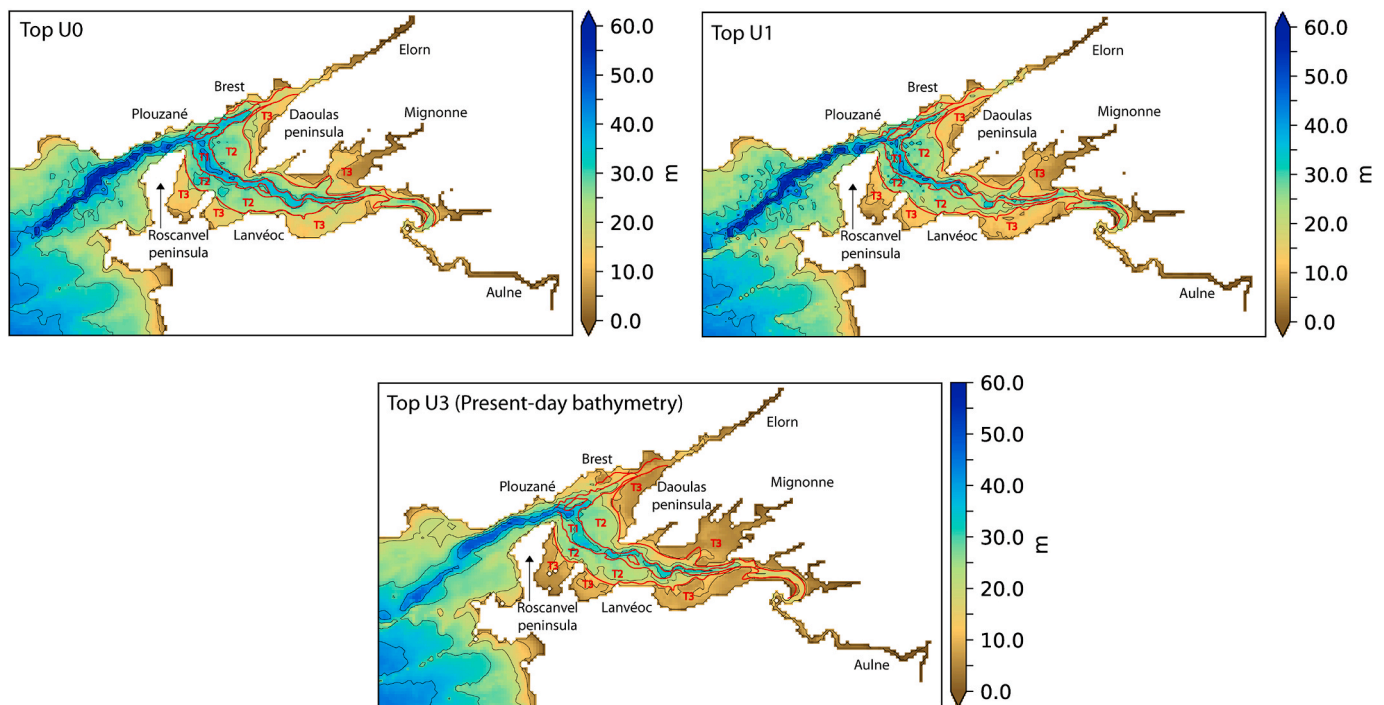 Top U0
Elorn
Brest
Plouzané
Mignonne
Daoulas
peninsula
T3
T2
T1
T3
T2
T3
T2
T3
T3
Roscanvel
peninsula
Lanvéoc
Aulne
60.0
50.0
40.0
30.0
20.0
10.0
0.0
m
Top U1
Elorn
Brest
Plouzané
Mignonne
Daoulas
peninsula
T3
T2
T1
T3
T2
T3
T2
T3
T3
Roscanvel
peninsula
Lanvéoc
Aulne
60.0
50.0
40.0
30.0
20.0
10.0
0.0
m
Top U3 (Present-day bathymetry)
Elorn
Brest
Plouzané
Mignonne
Daoulas
peninsula
T3
T2
T1
T3
T2
T3
T2
T3
T3
Roscanvel
peninsula
Lanvéoc
Aulne
60.0
50.0
40.0
30.0
20.0
10.0
0.0
m